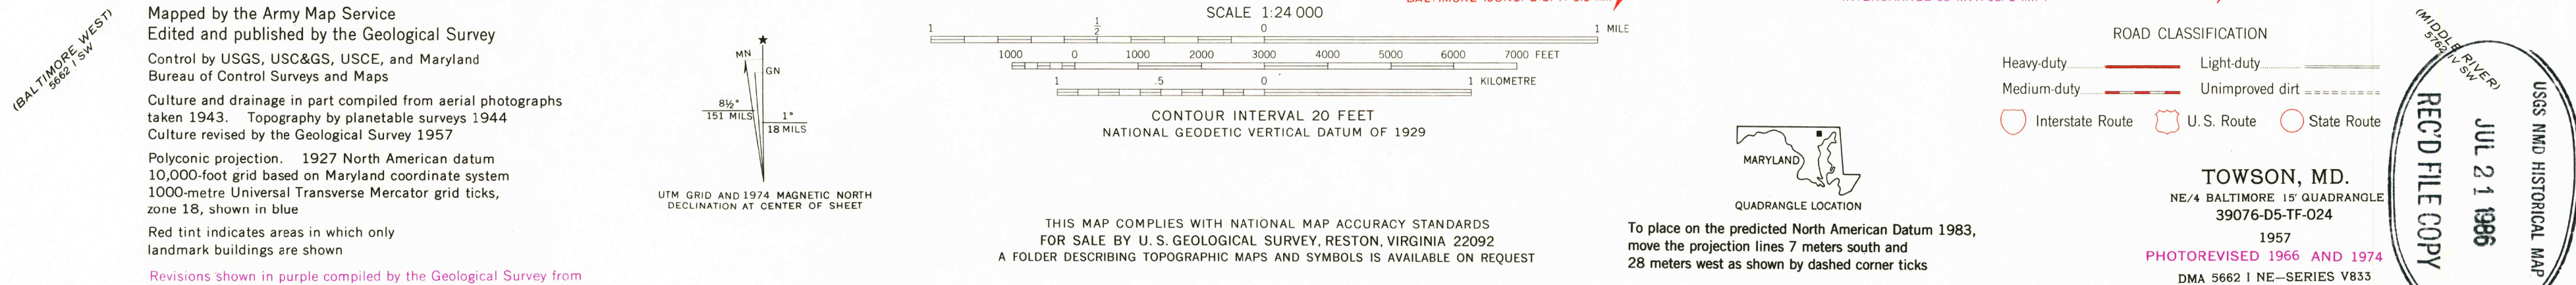 (BALTIMORE WEST)
5662 I SW
Mapped by the Army Map Service
Edited and published by the Geological Survey
Control by USGS, USC&GS, USCE, and Maryland
Bureau of Control Surveys and Maps
Culture and drainage in part compiled from aerial photographs
taken 1943. Topography by planetable surveys 1944
Culture revised by the Geological Survey 1957
Polyconic projection. 1927 North American datum
10,000-foot grid based on Maryland coordinate system
1000-metre Universal Transverse Mercator grid ticks,
zone 18, shown in blue
Red tint indicates areas in which only
landmark buildings are shown
Revisions shown in purple compiled by the Geological Survey from
MN
GN
8½°
151 MILS
1°
18 MILS
UTM GRID AND 1974 MAGNETIC NORTH
DECLINATION AT CENTER OF SHEET
SCALE 1:24 000
1 ½ 0 1 MILE
1000 0 1000 2000 3000 4000 5000 6000 7000 FEET
1 .5 0 1 KILOMETRE
CONTOUR INTERVAL 20 FEET
NATIONAL GEODETIC VERTICAL DATUM OF 1929
THIS MAP COMPLIES WITH NATIONAL MAP ACCURACY STANDARDS
FOR SALE BY U. S. GEOLOGICAL SURVEY, RESTON, VIRGINIA 22092
A FOLDER DESCRIBING TOPOGRAPHIC MAPS AND SYMBOLS IS AVAILABLE ON REQUEST
MARYLAND
QUADRANGLE LOCATION
To place on the predicted North American Datum 1983,
move the projection lines 7 meters south and
28 meters west as shown by dashed corner ticks
ROAD CLASSIFICATION
Heavy-duty Light-duty
Medium-duty Unimproved dirt
Interstate Route U. S. Route State Route
TOWSON, MD.
NE/4 BALTIMORE 15' QUADRANGLE
39076-D5-TF-024
1957
PHOTOREVISED 1966 AND 1974
DMA 5662 I NE-SERIES V833
(MIDDLE RIVER)
5762 IV SW
USGS NMD HISTORICAL MAP
JUL 21 1986
REC'D FILE COPY